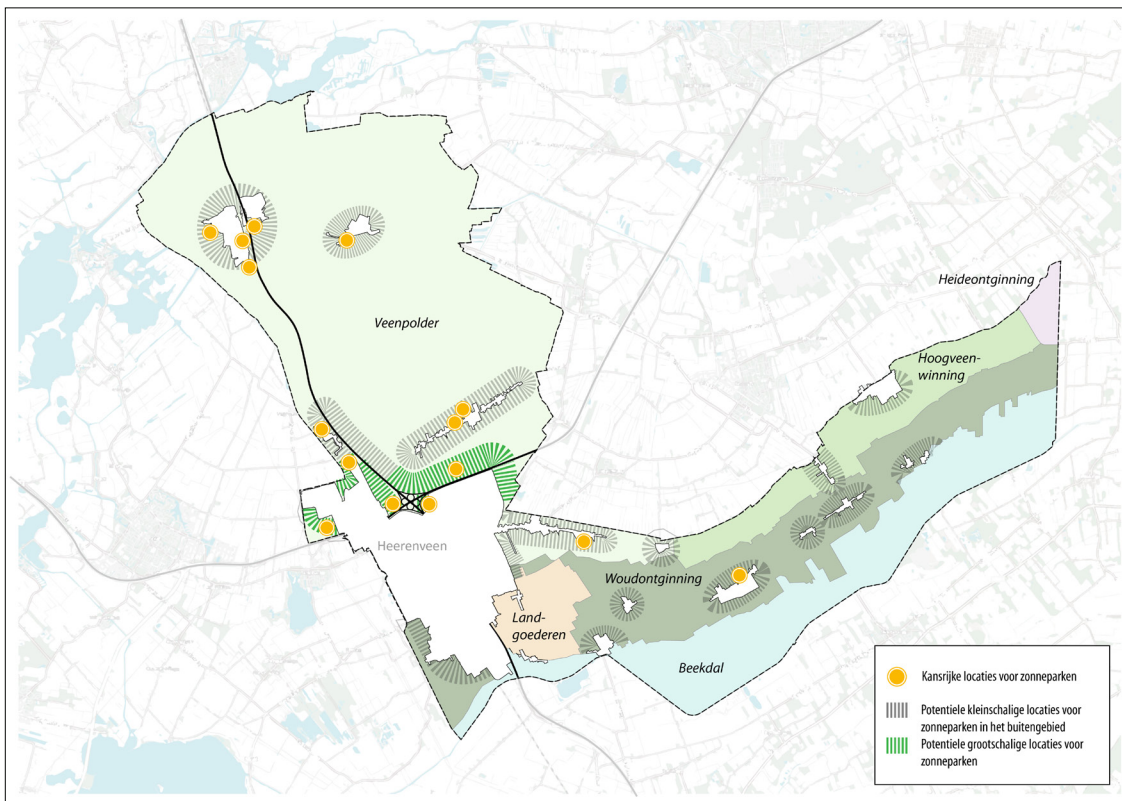 Heideontginning
Veenpolder
Hoogveen-
winning
Heerenveen
Woudontginning
Land-
goederen
Beekdal
Kansrijke locaties voor zonneparken
Potentiele kleinschalige locaties voor
zonneparken in het buitengebied
Potentiele grootschalige locaties voor
zonneparken